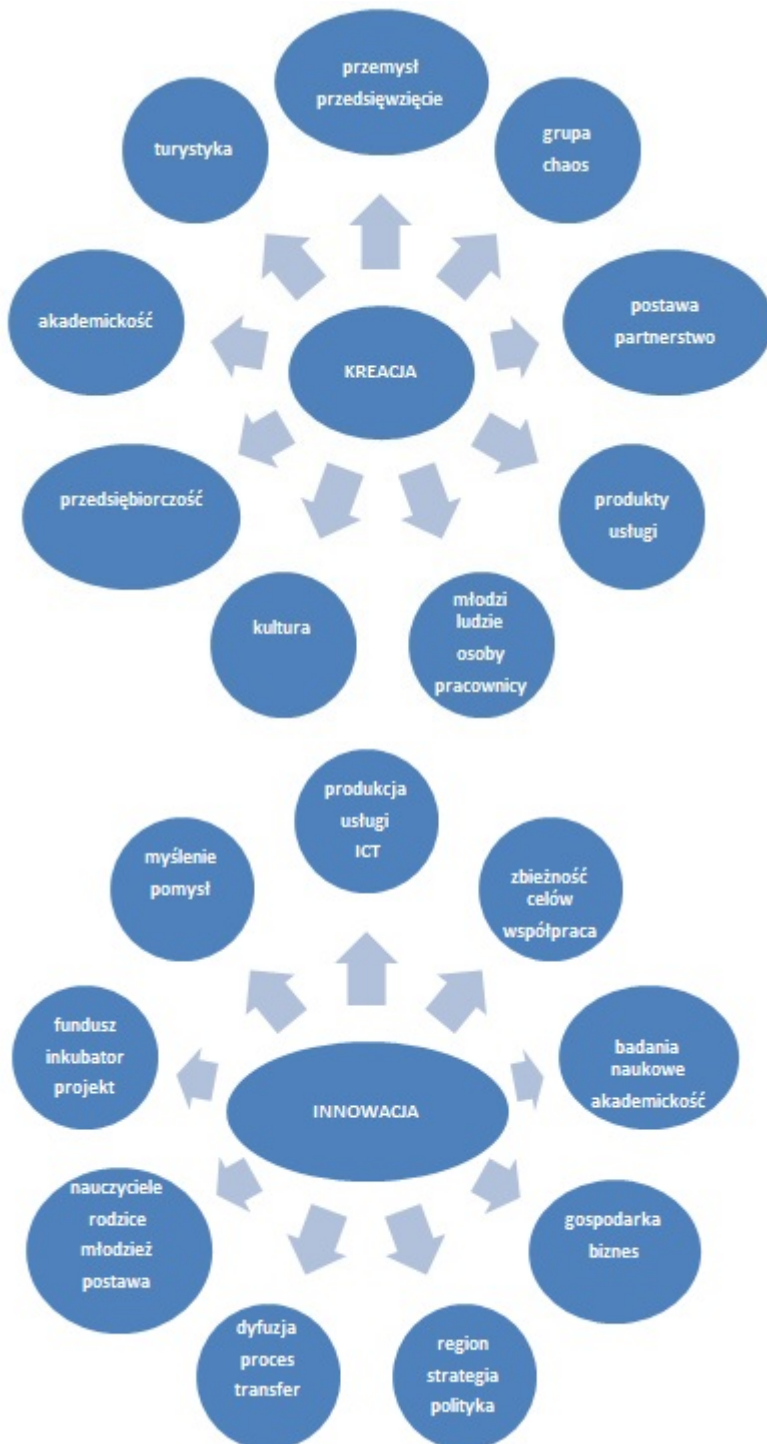 przemysł
przedsięwzięcie
turystyka
grupa
chaos
akademickość
postawa
partnerstwo
KREACJA
przedsiębiorczość
produkty
usługi
kultura
młodzi
ludzie
osoby
pracownicy
produkcja
usługi
ICT
myślenie
pomysł
zbieżność
celów
współpraca
fundusz
inkubator
projekt
badania
naukowe
akademickość
INNOWACJA
nauczyciele
rodzice
młodzież
postawa
gospodarka
biznes
dyfuzja
proces
transfer
region
strategia
polityka